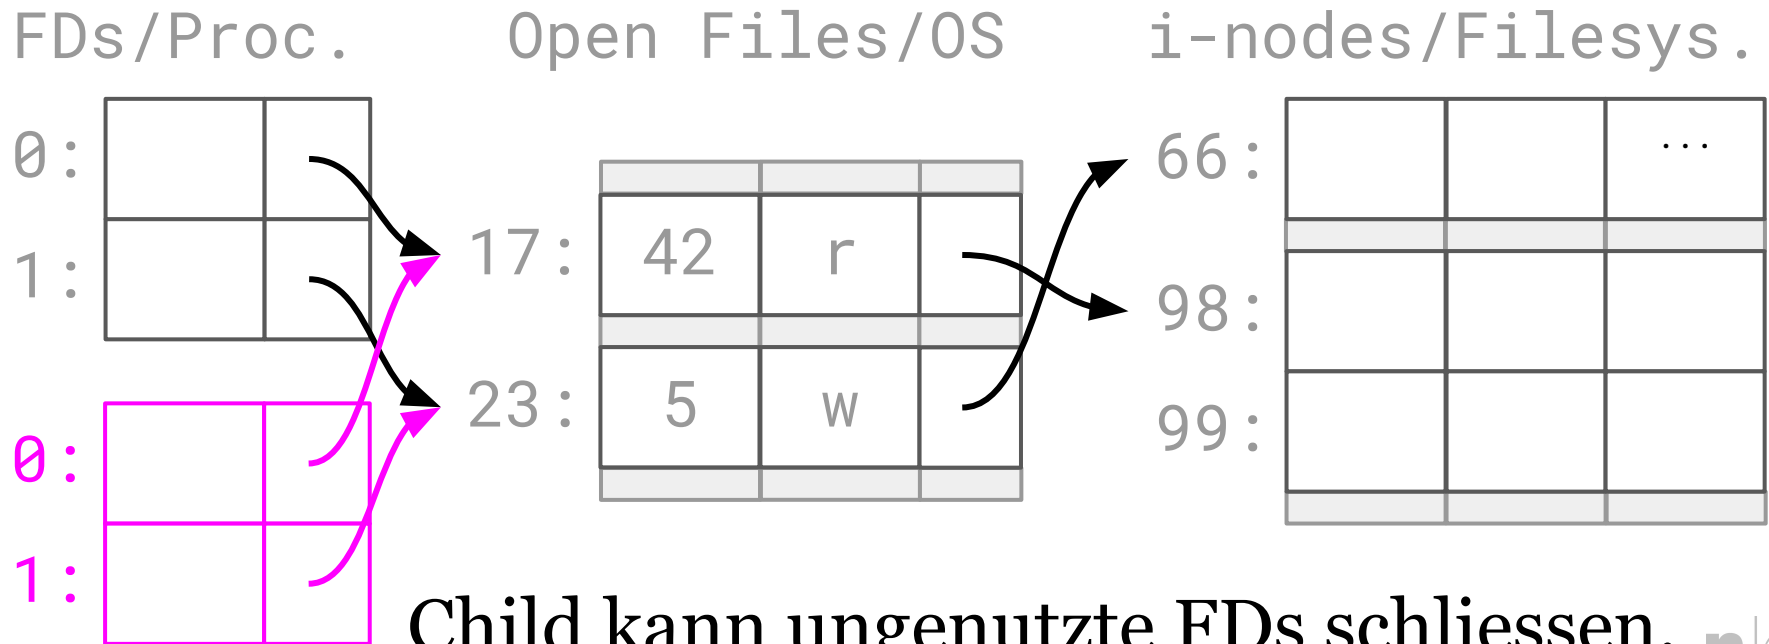 FDs/Proc. Open Files/OS i-nodes/Filesys.
0:
66: ...
17: 42 r
1:
98:
23: 5 w
99:
0:
1:
Child kann ungenutzte FDs schliessen.